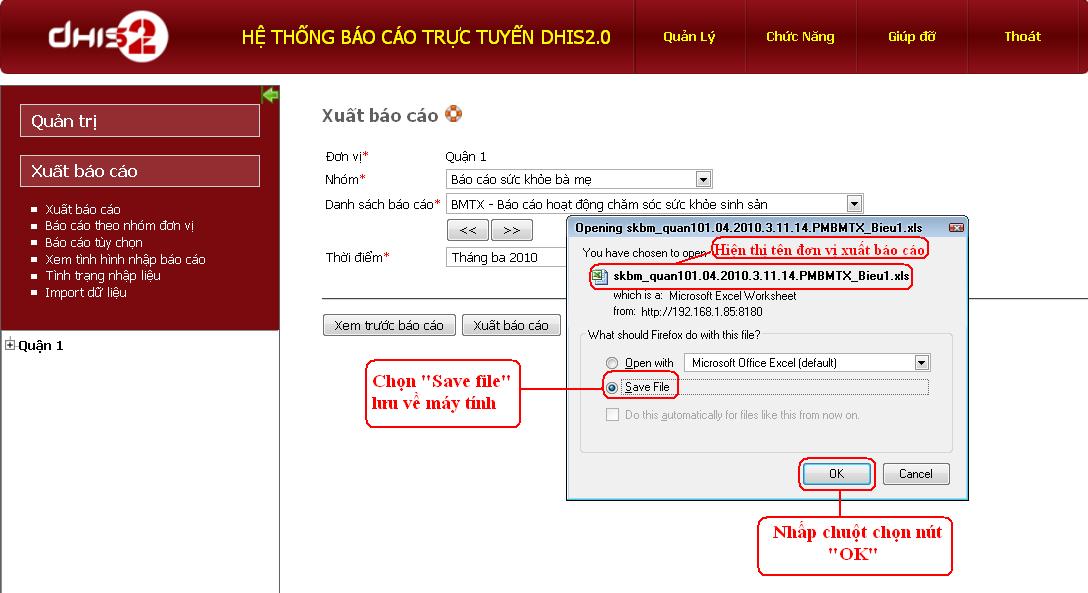 dhis2
HỆ THỐNG BÁO CÁO TRỰC TUYẾN DHIS2.0
Quản Lý
Chức Năng
Giúp đỡ
Thoát
Quản trị
Xuất báo cáo
Xuất báo cáo
Báo cáo theo nhóm đơn vị
Báo cáo tùy chọn
Xem tình hình nhập báo cáo
Tình trạng nhập liệu
Import dữ liệu
Quận 1
Xuất báo cáo
Đơn vị* Quận 1
Nhóm* Báo cáo sức khỏe bà mẹ
Danh sách báo cáo* BMTX - Báo cáo hoạt động chăm sóc sức khỏe sinh sản
<< >>
Thời điểm* Tháng ba 2010
Xem trước báo cáo Xuất báo cáo
Opening skbm_quan101.04.2010.3.11.14.PMBMTX_Bieu1.xls
You have chosen to open
Hiện thị tên đơn vị xuất báo cáo
skbm_quan101.04.2010.3.11.14.PMBMTX_Bieu1.xls
which is a: Microsoft Excel Worksheet
from: http://192.168.1.85:8180
What should Firefox do with this file?
Open with Microsoft Office Excel (default)
Save File
Do this automatically for files like this from now on.
OK Cancel
Chọn "Save file"
lưu về máy tính
Nhấp chuột chọn nút
"OK"